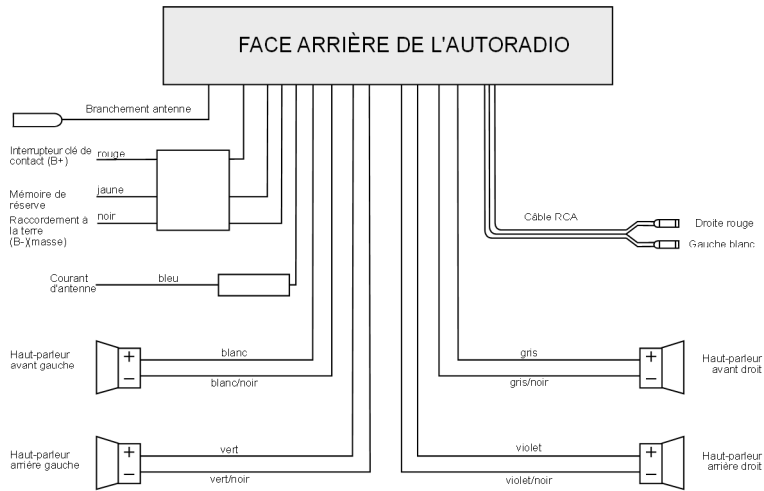 FACE ARRIÈRE DE L'AUTORADIO
Branchement antenne
Interrupteur clé de
contact (B+)
rouge
Mémoire de
réserve
jaune
Raccordement à
la terre
(B-)(masse)
noir
Câble RCA
Droite rouge
Gauche blanc
Courant
d'antenne
bleu
Haut-parleur
avant gauche
blanc
blanc/noir
+
−
gris
gris/noir
+
−
Haut-parleur
avant droit
Haut-parleur
arrière gauche
vert
vert/noir
+
−
violet
violet/noir
+
−
Haut-parleur
arrière droit